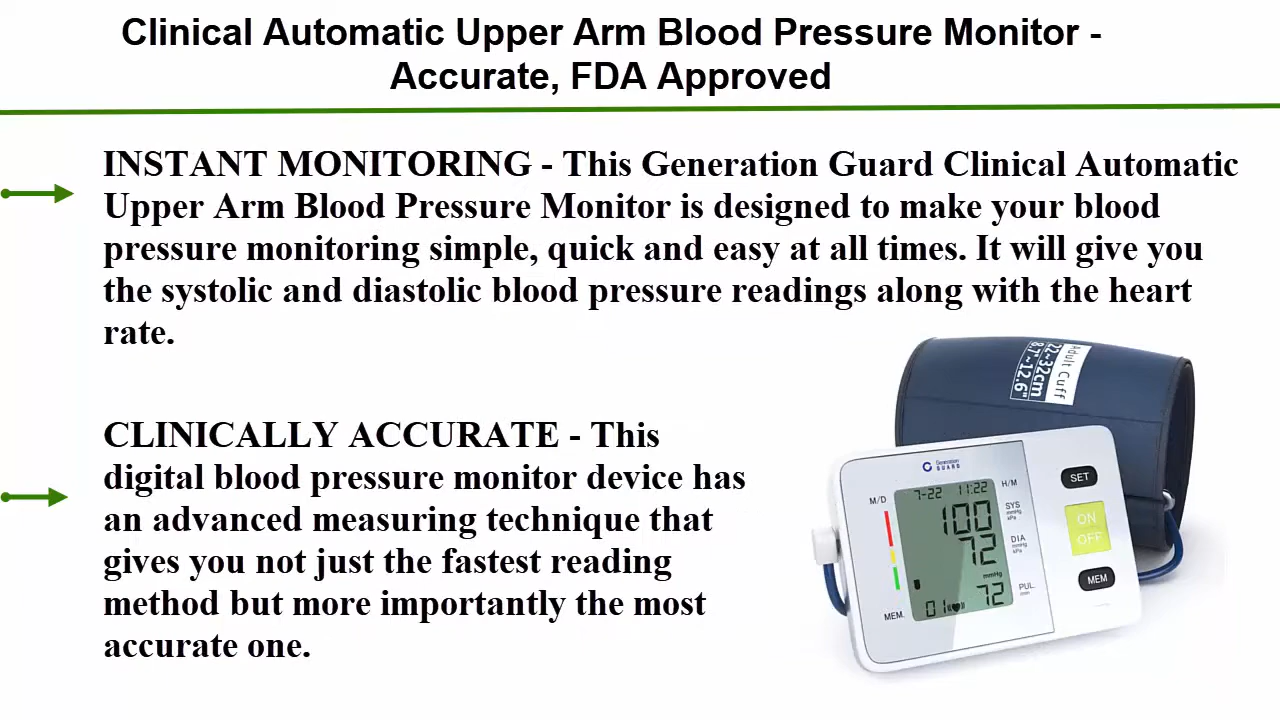 Clinical Automatic Upper Arm Blood Pressure Monitor -
Accurate, FDA Approved
INSTANT MONITORING - This Generation Guard Clinical Automatic
Upper Arm Blood Pressure Monitor is designed to make your blood
pressure monitoring simple, quick and easy at all times. It will give you
the systolic and diastolic blood pressure readings along with the heart
rate.
CLINICALLY ACCURATE - This
digital blood pressure monitor device has
an advanced measuring technique that
gives you not just the fastest reading
method but more importantly the most
accurate one.
Adult Cuff
22~32cm
8.7"~12.6"
Generation
GUARD
M/D
H/M
7-22 11:22
SYS
mmHg
kPa
100
DIA
mmHg
kPa
72
mmHg
PUL.
/min
72
MEM.
01
SET
ON
OFF
MEM